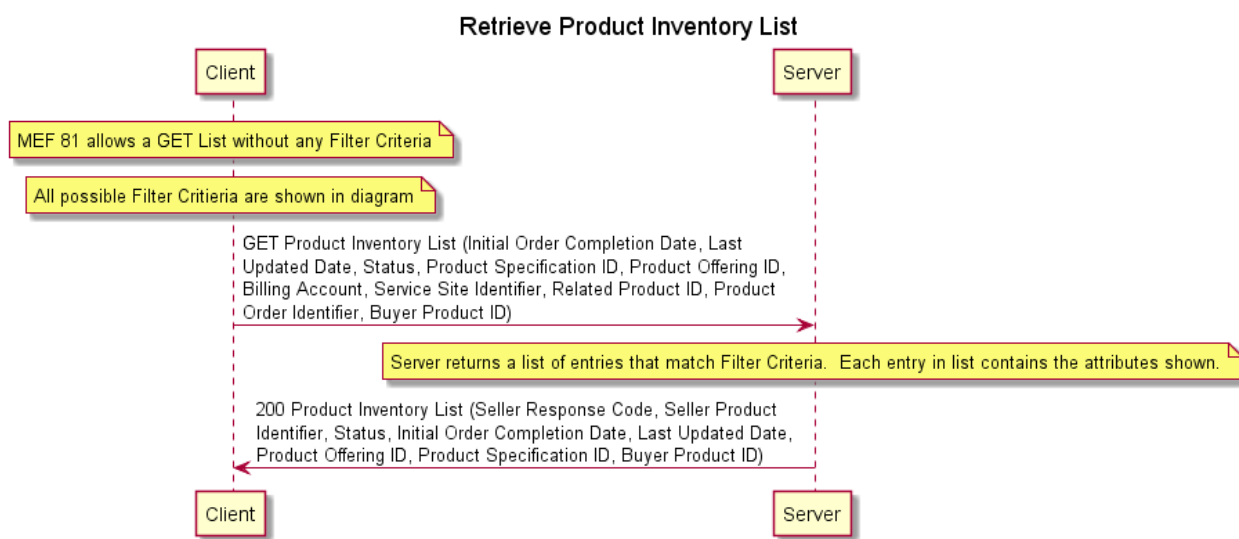 Retrieve Product Inventory List
Client
Server
MEF 81 allows a GET List without any Filter Criteria
All possible Filter Critieria are shown in diagram
GET Product Inventory List (Initial Order Completion Date, Last
Updated Date, Status, Product Specification ID, Product Offering ID,
Billing Account, Service Site Identifier, Related Product ID, Product
Order Identifier, Buyer Product ID)
Server returns a list of entries that match Filter Criteria.  Each entry in list contains the attributes shown.
200 Product Inventory List (Seller Response Code, Seller Product
Identifier, Status, Initial Order Completion Date, Last Updated Date,
Product Offering ID, Product Specification ID, Buyer Product ID)
Client
Server